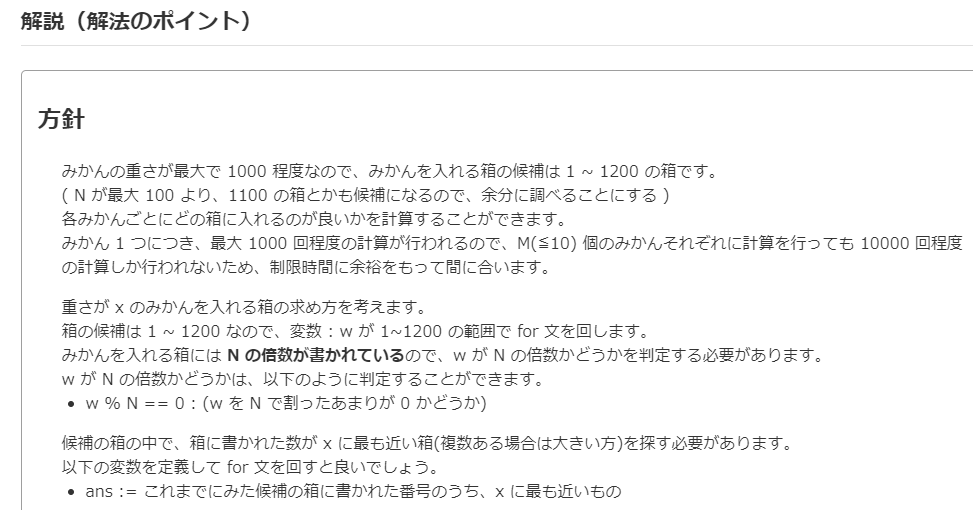 解説（解法のポイント）
方針
みかんの重さが最大で 1000 程度なので、みかんを入れる箱の候補は 1 ~ 1200 の箱です。
( N が最大 100 より、1100 の箱とかも候補になるので、余分に調べることにする )
各みかんごとにどの箱に入れるのが良いかを計算することができます。
みかん 1 つにつき、最大 1000 回程度の計算が行われるので、M(≦10) 個のみかんそれぞれに計算を行っても 10000 回程度
の計算しか行われないため、制限時間に余裕をもって間に合います。
重さが x のみかんを入れる箱の求め方を考えます。
箱の候補は 1 ~ 1200 なので、変数 : w が 1~1200 の範囲で for 文を回します。
みかんを入れる箱には N の倍数が書かれているので、w が N の倍数かどうかを判定する必要があります。
w が N の倍数かどうかは、以下のように判定することができます。
• w % N == 0 : (w を N で割ったあまりが 0 かどうか)
候補の箱の中で、箱に書かれた数が x に最も近い箱(複数ある場合は大きい方)を探す必要があります。
以下の変数を定義して for 文を回すと良いでしょう。
• ans := これまでにみた候補の箱に書かれた番号のうち、x に最も近いもの